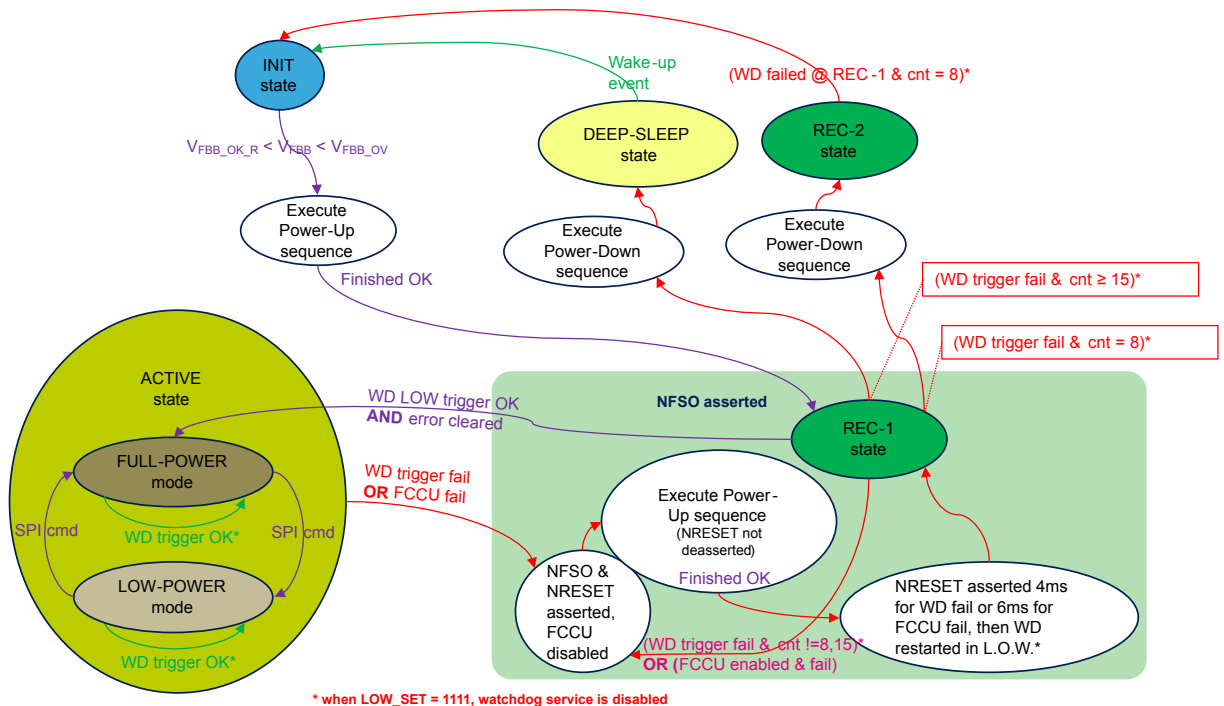 INIT
state
Wake-up
event
(WD failed @ REC-1 & cnt = 8)*
DEEP-SLEEP
state
REC-2
state
VFBB_OK_R < VFBB < VFBB_OV
Execute
Power-Up
sequence
Execute
Power-Down
sequence
Execute
Power-Down
sequence
Finished OK
(WD trigger fail & cnt ≥ 15)*
(WD trigger fail & cnt = 8)*
ACTIVE
state
WD LOW trigger OK
AND error cleared
NFSO asserted
REC-1
state
FULL-POWER
mode
WD trigger fail
OR FCCU fail
Execute Power-
Up sequence
(NRESET not
deasserted)
SPI cmd
SPI cmd
WD trigger OK*
LOW-POWER
mode
WD trigger OK*
NFSO &
NRESET
asserted,
FCCU
disabled
Finished OK
NRESET asserted 4ms
for WD fail or 6ms for
FCCU fail, then WD
restarted in L.O.W.*
(WD trigger fail & cnt !=8,15)*
OR (FCCU enabled & fail)
* when LOW_SET = 1111, watchdog service is disabled